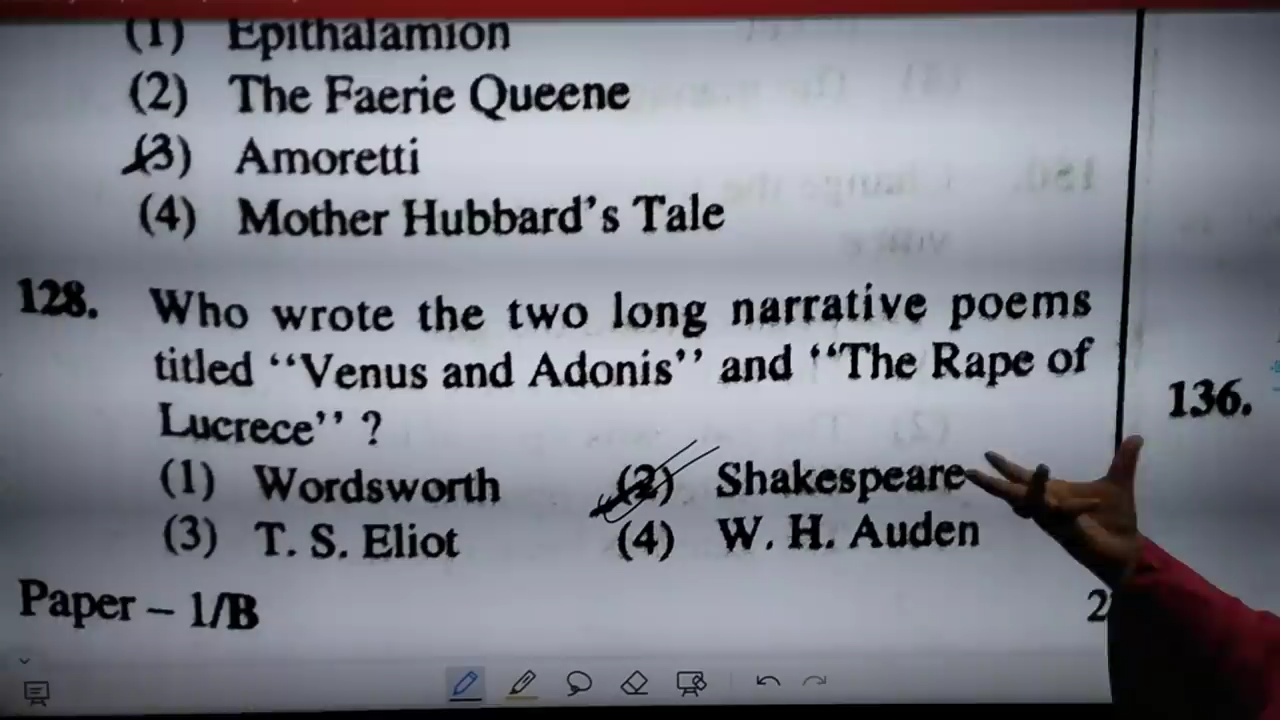 (1) Epithalamion
(2) The Faerie Queene
(3) Amoretti
(4) Mother Hubbard's Tale
128. Who wrote the two long narrative poems
titled ‘‘Venus and Adonis’’ and ‘‘The Rape of
Lucrece’’ ?
(1) Wordsworth (2) Shakespeare
(3) T. S. Eliot (4) W. H. Auden
Paper – 1/B
2
136.